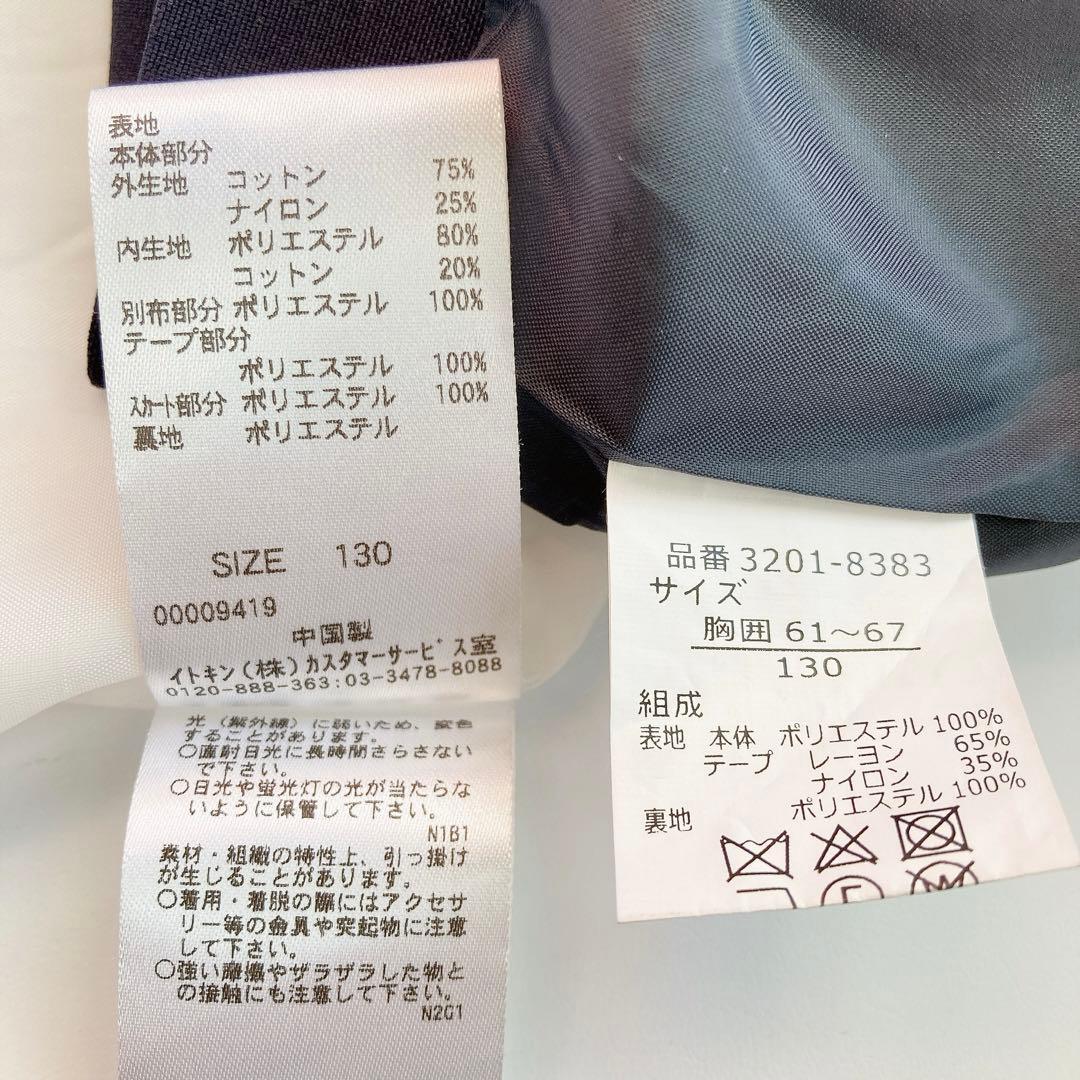 表地
本体部分
外生地 コットン 75%
ナイロン 25%
内生地 ポリエステル 80%
コットン 20%
別布部分 ポリエステル 100%
テープ部分
ポリエステル 100%
スカート部分 ポリエステル 100%
裏地 ポリエステル
SIZE 130
00009419
中国製
イトキン(株)カスタマーサービス室
0120-888-363:03-3478-8088
光(紫外線)に弱いため、変色
することがあります。
○直射日光に長時間さらさない
で下さい。
○日光や蛍光灯の光が当たらな
いように保管して下さい。
N1B1
素材・組織の特性上、引っ掛け
が生じることがあります。
○着用・着脱の際にはアクセサ
リー等の金具や突起物に注意
して下さい。
○強い摩擦やザラザラした物と
の接触にも注意して下さい。
N2G1
品番 3201-8383
サイズ
胸囲 61～67
130
組成
表地 本体 ポリエステル 100%
テープ レーヨン 65%
ナイロン 35%
裏地 ポリエステル 100%